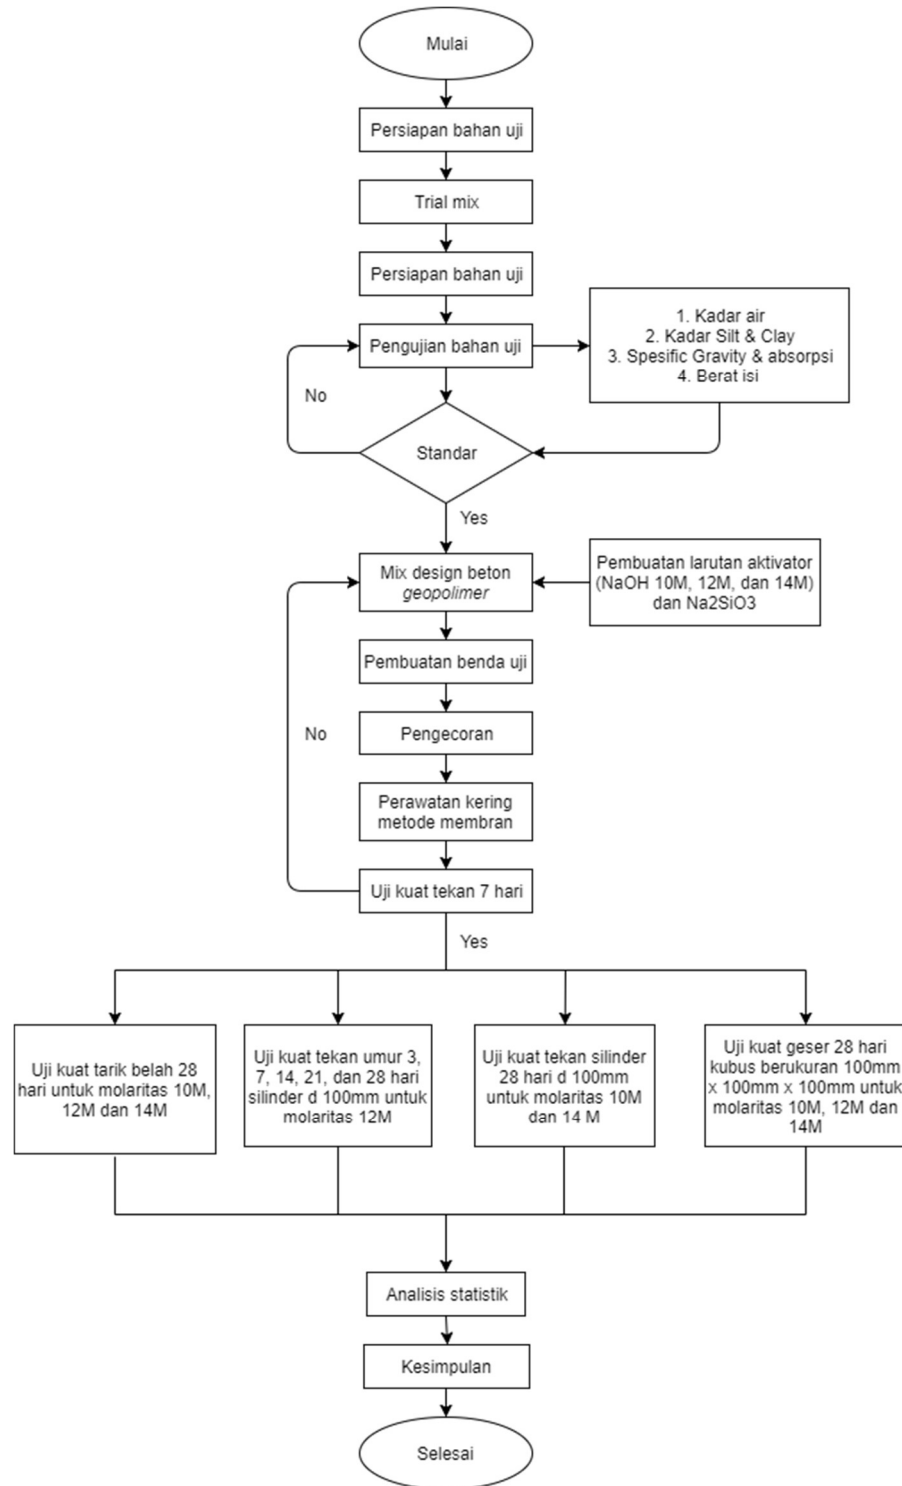 Mulai
Persiapan bahan uji
Trial mix
Persiapan bahan uji
Pengujian bahan uji
1. Kadar air
2. Kadar Silt & Clay
3. Spesific Gravity & absorpsi
4. Berat isi
No
Standar
Yes
Mix design beton
geopolimer
Pembuatan larutan aktivator
(NaOH 10M, 12M, dan 14M)
dan Na2SiO3
Pembuatan benda uji
No
Pengecoran
Perawatan kering
metode membran
Uji kuat tekan 7 hari
Yes
Uji kuat tarik belah 28
hari untuk molaritas 10M,
12M dan 14M
Uji kuat tekan umur 3,
7, 14, 21, dan 28 hari
silinder d 100mm untuk
molaritas 12M
Uji kuat tekan silinder
28 hari d 100mm
untuk molaritas 10M
dan 14 M
Uji kuat geser 28 hari
kubus berukuran 100mm
x 100mm x 100mm untuk
molaritas 10M, 12M dan
14M
Analisis statistik
Kesimpulan
Selesai